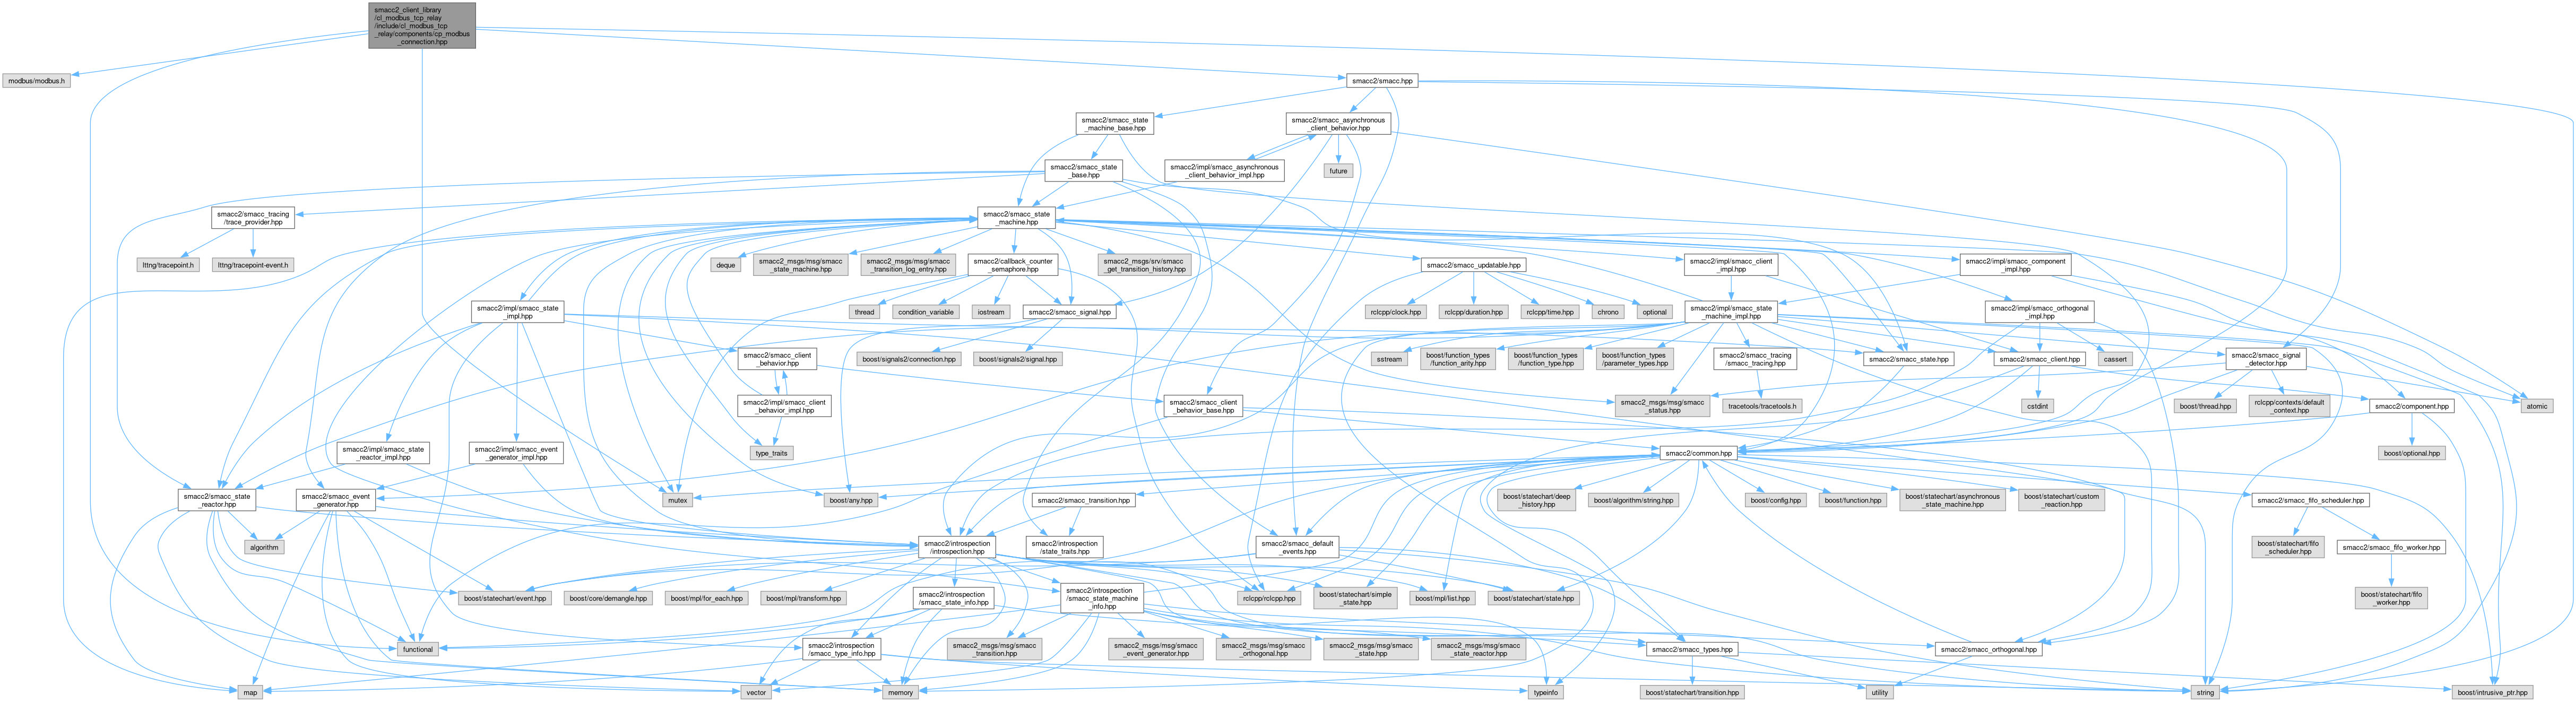 smacc2_client_library
/cl_modbus_tcp_relay
/include/cl_modbus_tcp
_relay/components/cp_modbus
_connection.hpp
modbus/modbus.h
smacc2/smacc.hpp
smacc2/smacc_state
_machine_base.hpp
smacc2/smacc_asynchronous
_client_behavior.hpp
smacc2/smacc_state
_base.hpp
smacc2/impl/smacc_asynchronous
_client_behavior_impl.hpp
future
smacc2/smacc_tracing
/trace_provider.hpp
smacc2/smacc_state
_machine.hpp
lttng/tracepoint.h
lttng/tracepoint-event.h
deque
smacc2_msgs/msg/smacc
_state_machine.hpp
smacc2_msgs/msg/smacc
_transition_log_entry.hpp
smacc2/callback_counter
_semaphore.hpp
smacc2_msgs/srv/smacc
_get_transition_history.hpp
smacc2/smacc_updatable.hpp
smacc2/impl/smacc_client
_impl.hpp
smacc2/impl/smacc_component
_impl.hpp
smacc2/impl/smacc_state
_impl.hpp
thread
condition_variable
iostream
smacc2/smacc_signal.hpp
rclcpp/clock.hpp
rclcpp/duration.hpp
rclcpp/time.hpp
chrono
optional
smacc2/impl/smacc_state
_machine_impl.hpp
smacc2/impl/smacc_orthogonal
_impl.hpp
smacc2/smacc_client
_behavior.hpp
boost/signals2/connection.hpp
boost/signals2/signal.hpp
sstream
boost/function_types
/function_arity.hpp
boost/function_types
/function_type.hpp
boost/function_types
/parameter_types.hpp
smacc2/smacc_tracing
/smacc_tracing.hpp
smacc2/smacc_state.hpp
smacc2/smacc_client.hpp
cassert
smacc2/smacc_signal
_detector.hpp
smacc2/impl/smacc_client
_behavior_impl.hpp
smacc2/smacc_client
_behavior_base.hpp
smacc2_msgs/msg/smacc
_status.hpp
tracetools/tracetools.h
cstdint
boost/thread.hpp
rclcpp/contexts/default
_context.hpp
smacc2/component.hpp
atomic
smacc2/impl/smacc_state
_reactor_impl.hpp
smacc2/impl/smacc_event
_generator_impl.hpp
type_traits
smacc2/common.hpp
boost/optional.hpp
smacc2/smacc_state
_reactor.hpp
smacc2/smacc_event
_generator.hpp
mutex
boost/any.hpp
smacc2/smacc_transition.hpp
boost/statechart/deep
_history.hpp
boost/algorithm/string.hpp
boost/config.hpp
boost/function.hpp
boost/statechart/asynchronous
_state_machine.hpp
boost/statechart/custom
_reaction.hpp
smacc2/smacc_fifo_scheduler.hpp
algorithm
smacc2/introspection
/introspection.hpp
smacc2/introspection
/state_traits.hpp
smacc2/smacc_default
_events.hpp
boost/statechart/fifo
_scheduler.hpp
smacc2/smacc_fifo_worker.hpp
boost/statechart/event.hpp
boost/core/demangle.hpp
boost/mpl/for_each.hpp
boost/mpl/transform.hpp
smacc2/introspection
/smacc_state_info.hpp
smacc2/introspection
/smacc_state_machine
_info.hpp
rclcpp/rclcpp.hpp
boost/statechart/simple
_state.hpp
boost/mpl/list.hpp
boost/statechart/state.hpp
boost/statechart/fifo
_worker.hpp
functional
smacc2/introspection
/smacc_type_info.hpp
smacc2_msgs/msg/smacc
_transition.hpp
smacc2_msgs/msg/smacc
_event_generator.hpp
smacc2_msgs/msg/smacc
_orthogonal.hpp
smacc2_msgs/msg/smacc
_state.hpp
smacc2_msgs/msg/smacc
_state_reactor.hpp
smacc2/smacc_types.hpp
smacc2/smacc_orthogonal.hpp
map
vector
memory
typeinfo
boost/statechart/transition.hpp
utility
string
boost/intrusive_ptr.hpp